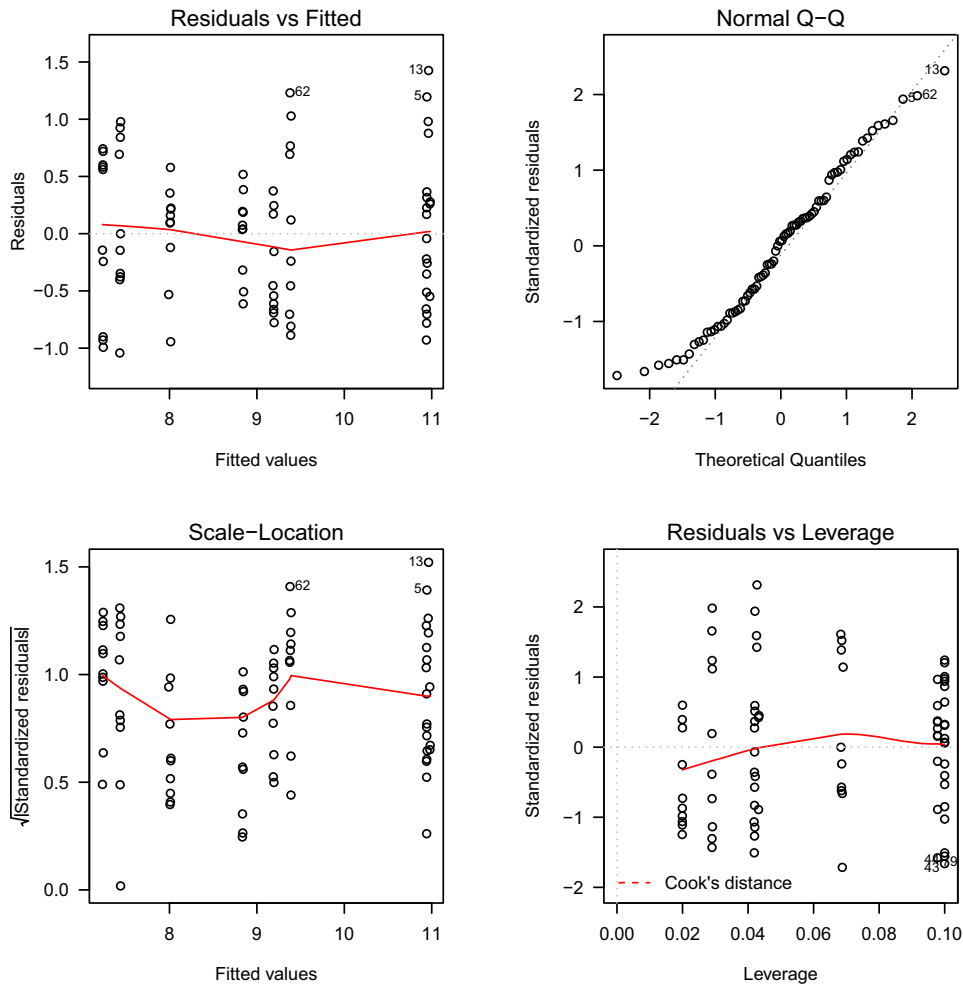 Residuals vs Fitted
Residuals
1.5
1.0
0.5
0.0
−0.5
−1.0
13
62
5
8 9 10 11
Fitted values
Normal Q−Q
Standardized residuals
2
1
0
−1
13
5 62
−2 −1 0 1 2
Theoretical Quantiles
Scale−Location
√|Standardized residuals|
1.5
1.0
0.5
0.0
13
62
5
8 9 10 11
Fitted values
Residuals vs Leverage
Standardized residuals
2
1
0
−1
−2
43
Cook's distance
0.00 0.02 0.04 0.06 0.08 0.10
Leverage